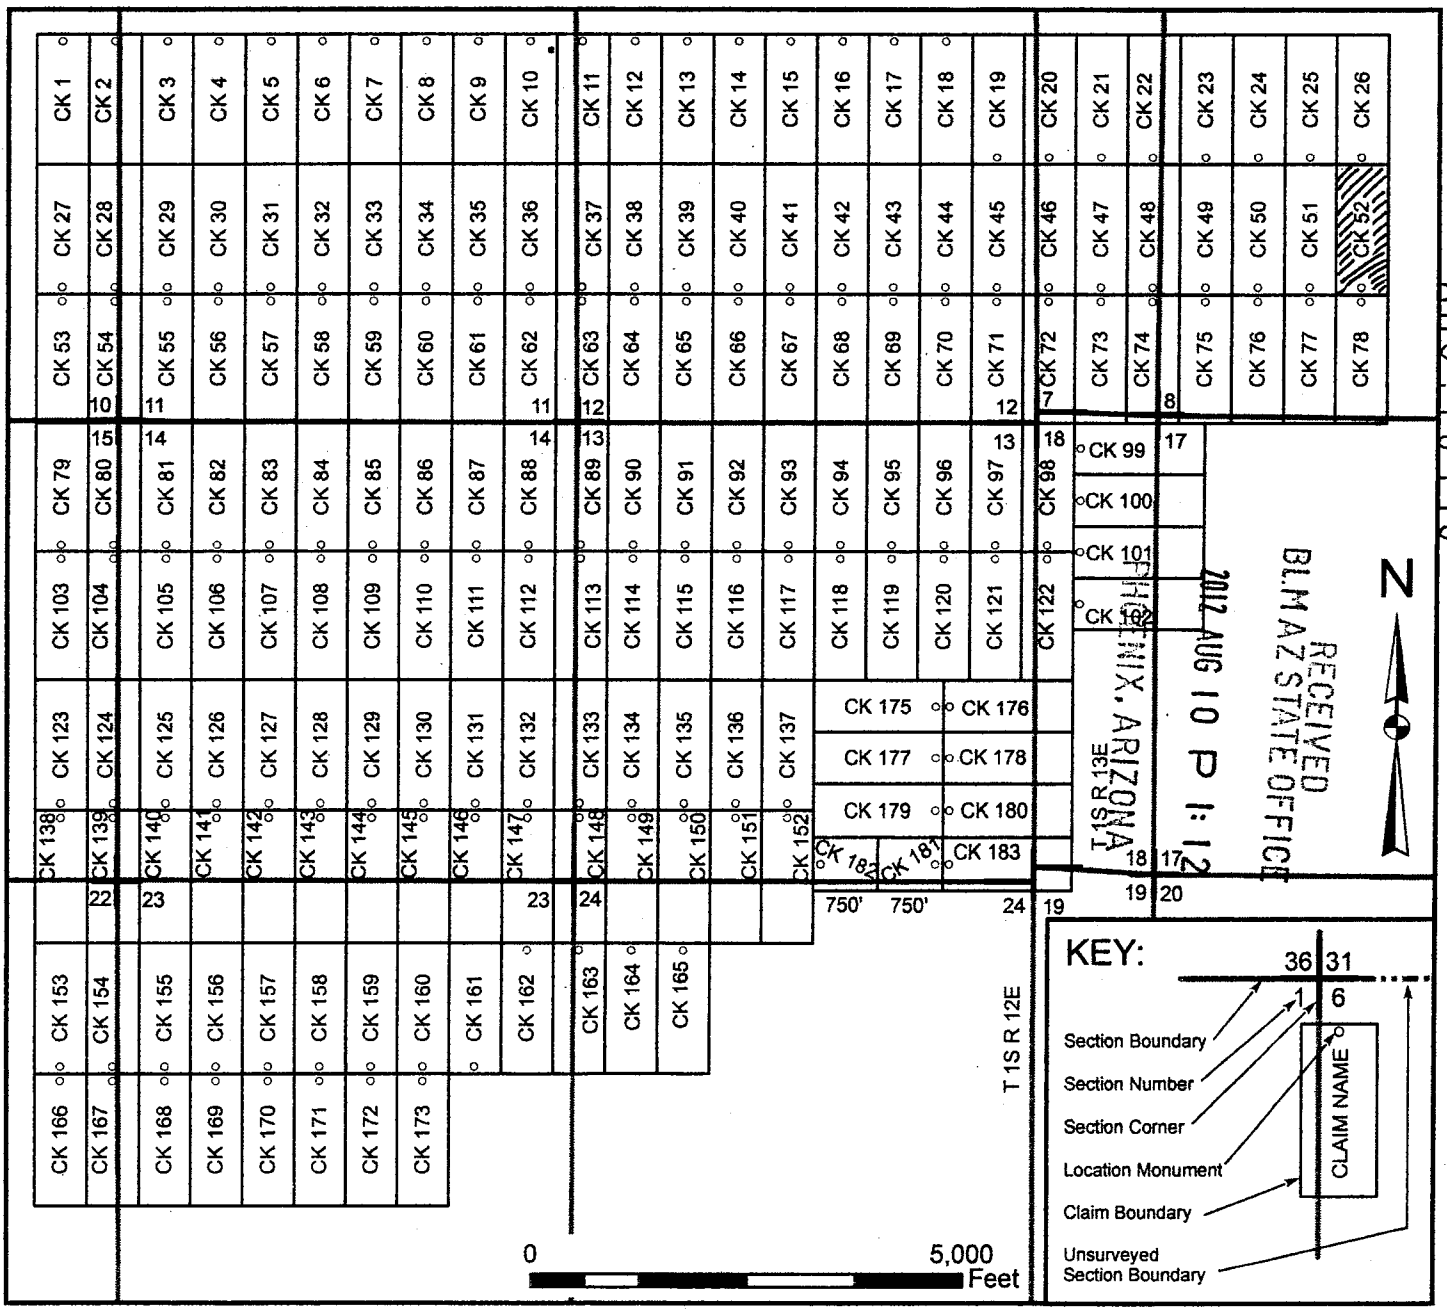 CK 1 CK 2 CK 3 CK 4 CK 5 CK 6 CK 7 CK 8 CK 9 CK 10 CK 11 CK 12 CK 13 CK 14 CK 15 CK 16 CK 17 CK 18 CK 19 CK 20 CK 21 CK 22 CK 23 CK 24 CK 25 CK 26
CK 27 CK 28 CK 29 CK 30 CK 31 CK 32 CK 33 CK 34 CK 35 CK 36 CK 37 CK 38 CK 39 CK 40 CK 41 CK 42 CK 43 CK 44 CK 45 CK 46 CK 47 CK 48 CK 49 CK 50 CK 51 CK 52
CK 53 CK 54 CK 55 CK 56 CK 57 CK 58 CK 59 CK 60 CK 61 CK 62 CK 63 CK 64 CK 65 CK 66 CK 67 CK 68 CK 69 CK 70 CK 71 CK 72 CK 73 CK 74 CK 75 CK 76 CK 77 CK 78
10 11 11 12 12 7 8
15 14 14 13 13 18 17
CK 79 CK 80 CK 81 CK 82 CK 83 CK 84 CK 85 CK 86 CK 87 CK 88 CK 89 CK 90 CK 91 CK 92 CK 93 CK 94 CK 95 CK 96 CK 97 CK 98
CK 99
CK 100
CK 101
CK 102
CK 103 CK 104 CK 105 CK 106 CK 107 CK 108 CK 109 CK 110 CK 111 CK 112 CK 113 CK 114 CK 115 CK 116 CK 117 CK 118 CK 119 CK 120 CK 121 CK 122
CK 123 CK 124 CK 125 CK 126 CK 127 CK 128 CK 129 CK 130 CK 131 CK 132 CK 133 CK 134 CK 135 CK 136 CK 137
CK 175 CK 176
CK 177 CK 178
CK 179 CK 180
CK 182 CK 181 CK 183
CK 138 CK 139 CK 140 CK 141 CK 142 CK 143 CK 144 CK 145 CK 146 CK 147 CK 148 CK 149 CK 150 CK 151 CK 152
18 17
22 23 23 24 750' 750' 24 19 19 20
CK 153 CK 154 CK 155 CK 156 CK 157 CK 158 CK 159 CK 160 CK 161 CK 162 CK 163 CK 164 CK 165
CK 166 CK 167 CK 168 CK 169 CK 170 CK 171 CK 172 CK 173
T 1S R 12E
T 1S R 13E
RECEIVED
BLM AZ STATE OFFICE
2012 AUG 10 P 1: 12
PHOENIX, ARIZONA
N
0 5,000
Feet
KEY:
36 31
1 6
Section Boundary
Section Number
Section Corner
Location Monument
Claim Boundary
Unsurveyed
Section Boundary
CLAIM NAME